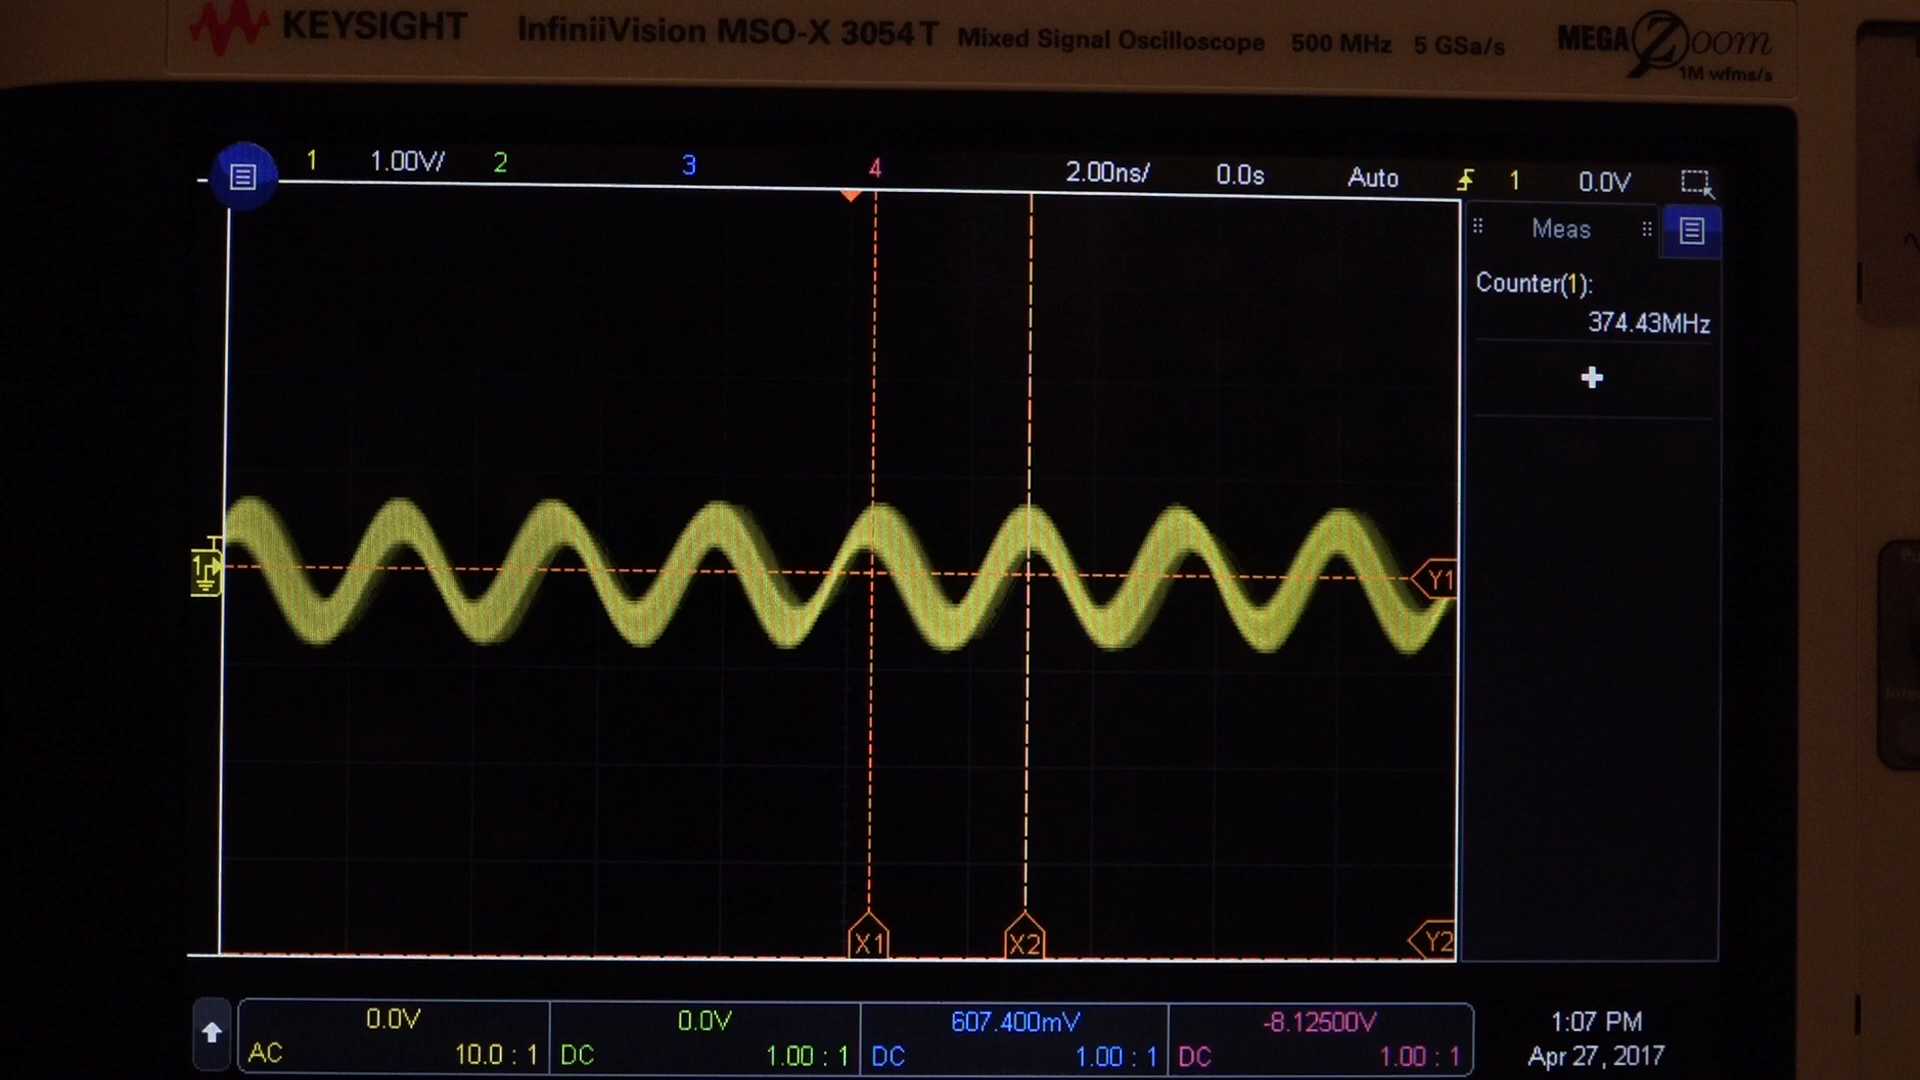 KEYSIGHT InfiniiVision MSO-X 3054T Mixed Signal Oscilloscope 500 MHz 5 GSa/s MEGA Zoom
1M wfms/s
1 1.00V/ 2 3 4 2.00ns/ 0.0s Auto 1 0.0V
Meas
Counter(1):
374.43MHz
1
Y1
X1 X2 Y2
0.0V 0.0V 607.400mV -8.12500V 1:07 PM
AC 10.0 : 1 DC 1.00 : 1 DC 1.00 : 1 DC 1.00 : 1 Apr 27, 2017